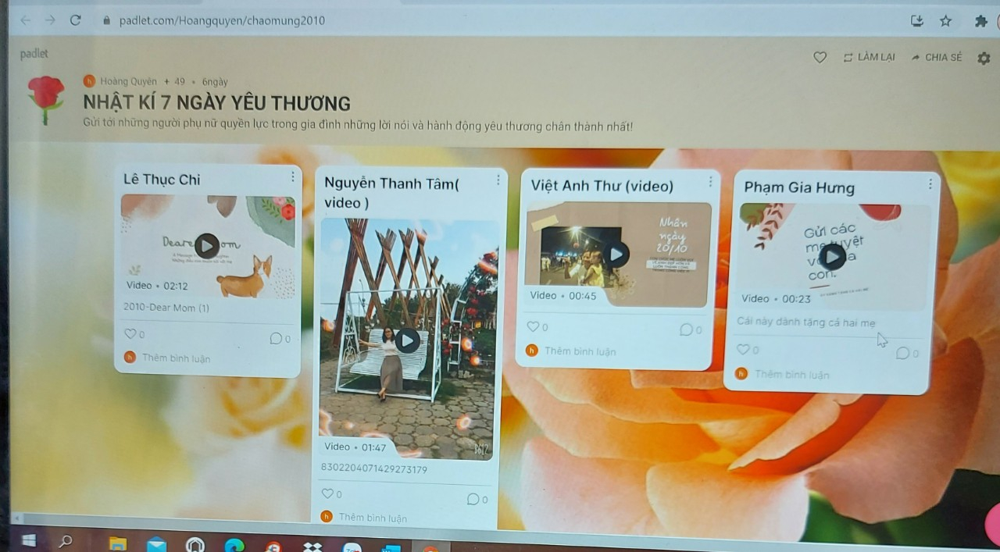 padlet.com/Hoangquyen/chaomung2010
padlet
LÀM LẠI
CHIA SẺ
Hoàng Quyên + 49 • 6ngày
NHẬT KÍ 7 NGÀY YÊU THƯƠNG
Gửi tới những người phụ nữ quyền lực trong gia đình những lời nói và hành động yêu thương chân thành nhất!
Lê Thục Chi
Dear om
Video • 02:12
2010-Dear Mom (1)
0
0
Thêm bình luận
Nguyễn Thanh Tâm(
video )
B612
Video • 01:47
8302204071429273179
0
0
Thêm bình luận
Việt Anh Thư (video)
Nhân
ngày
20/10
Video • 00:45
0
0
Thêm bình luận
Phạm Gia Hưng
Gửi các
con.
Video • 00:23
Cái này dành tặng cả hai mẹ
0
0
Thêm bình luận